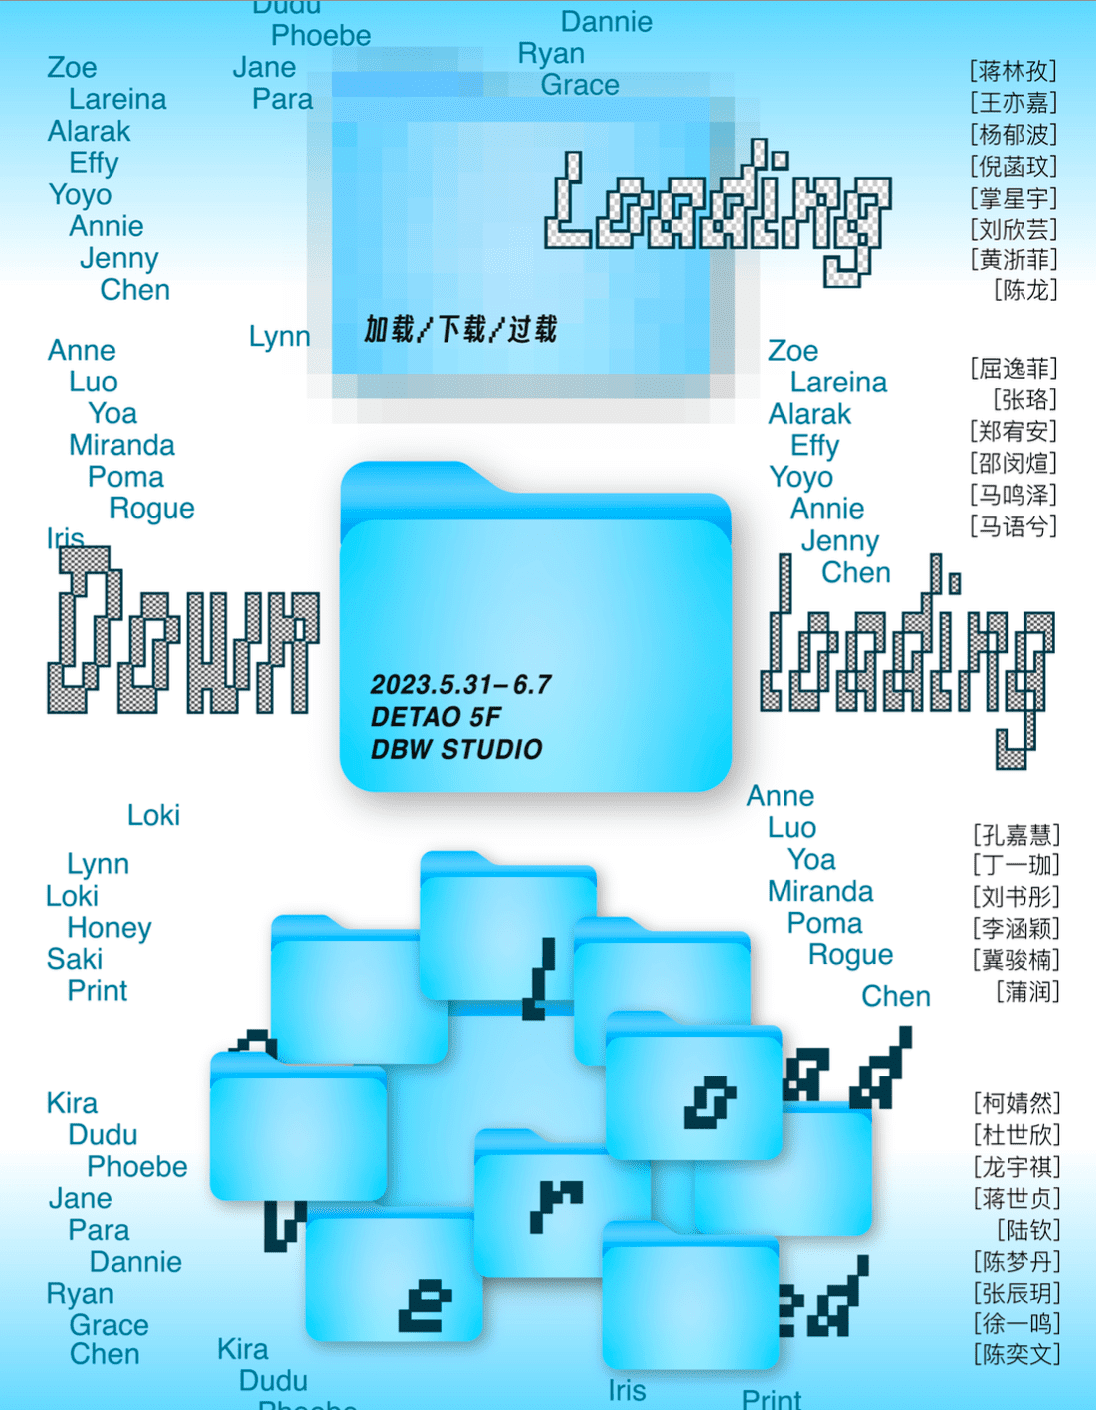 Dudu
Phoebe
Jane
Para
Dannie
Ryan
Grace
Zoe
Lareina
Alarak
Effy
Yoyo
Annie
Jenny
Chen
[蒋林孜]
[王亦嘉]
[杨郁波]
[倪菡玟]
[掌星宇]
[刘欣芸]
[黄浙菲]
[陈龙]
Loading
加载/下载/过载
Lynn
Anne
Luo
Yoa
Miranda
Poma
Rogue
Iris
Zoe
Lareina
Alarak
Effy
Yoyo
Annie
Jenny
Chen
[屈逸菲]
[张珞]
[郑宥安]
[邵闵煊]
[马鸣泽]
[马语兮]
Down
loading
2023.5.31–6.7
DETAO 5F
DBW STUDIO
Loki
Lynn
Loki
Honey
Saki
Print
Anne
Luo
Yoa
Miranda
Poma
Rogue
Chen
[孔嘉慧]
[丁一珈]
[刘书彤]
[李涵颖]
[冀骏楠]
[蒲润]
l
o
a d
v
e
r
ed
Kira
Dudu
Phoebe
Jane
Para
Dannie
Ryan
Grace
Chen
[柯婧然]
[杜世欣]
[龙宇祺]
[蒋世贞]
[陆钦]
[陈梦丹]
[张辰玥]
[徐一鸣]
[陈奕文]
Kira
Dudu
Phoebe
Iris
Print